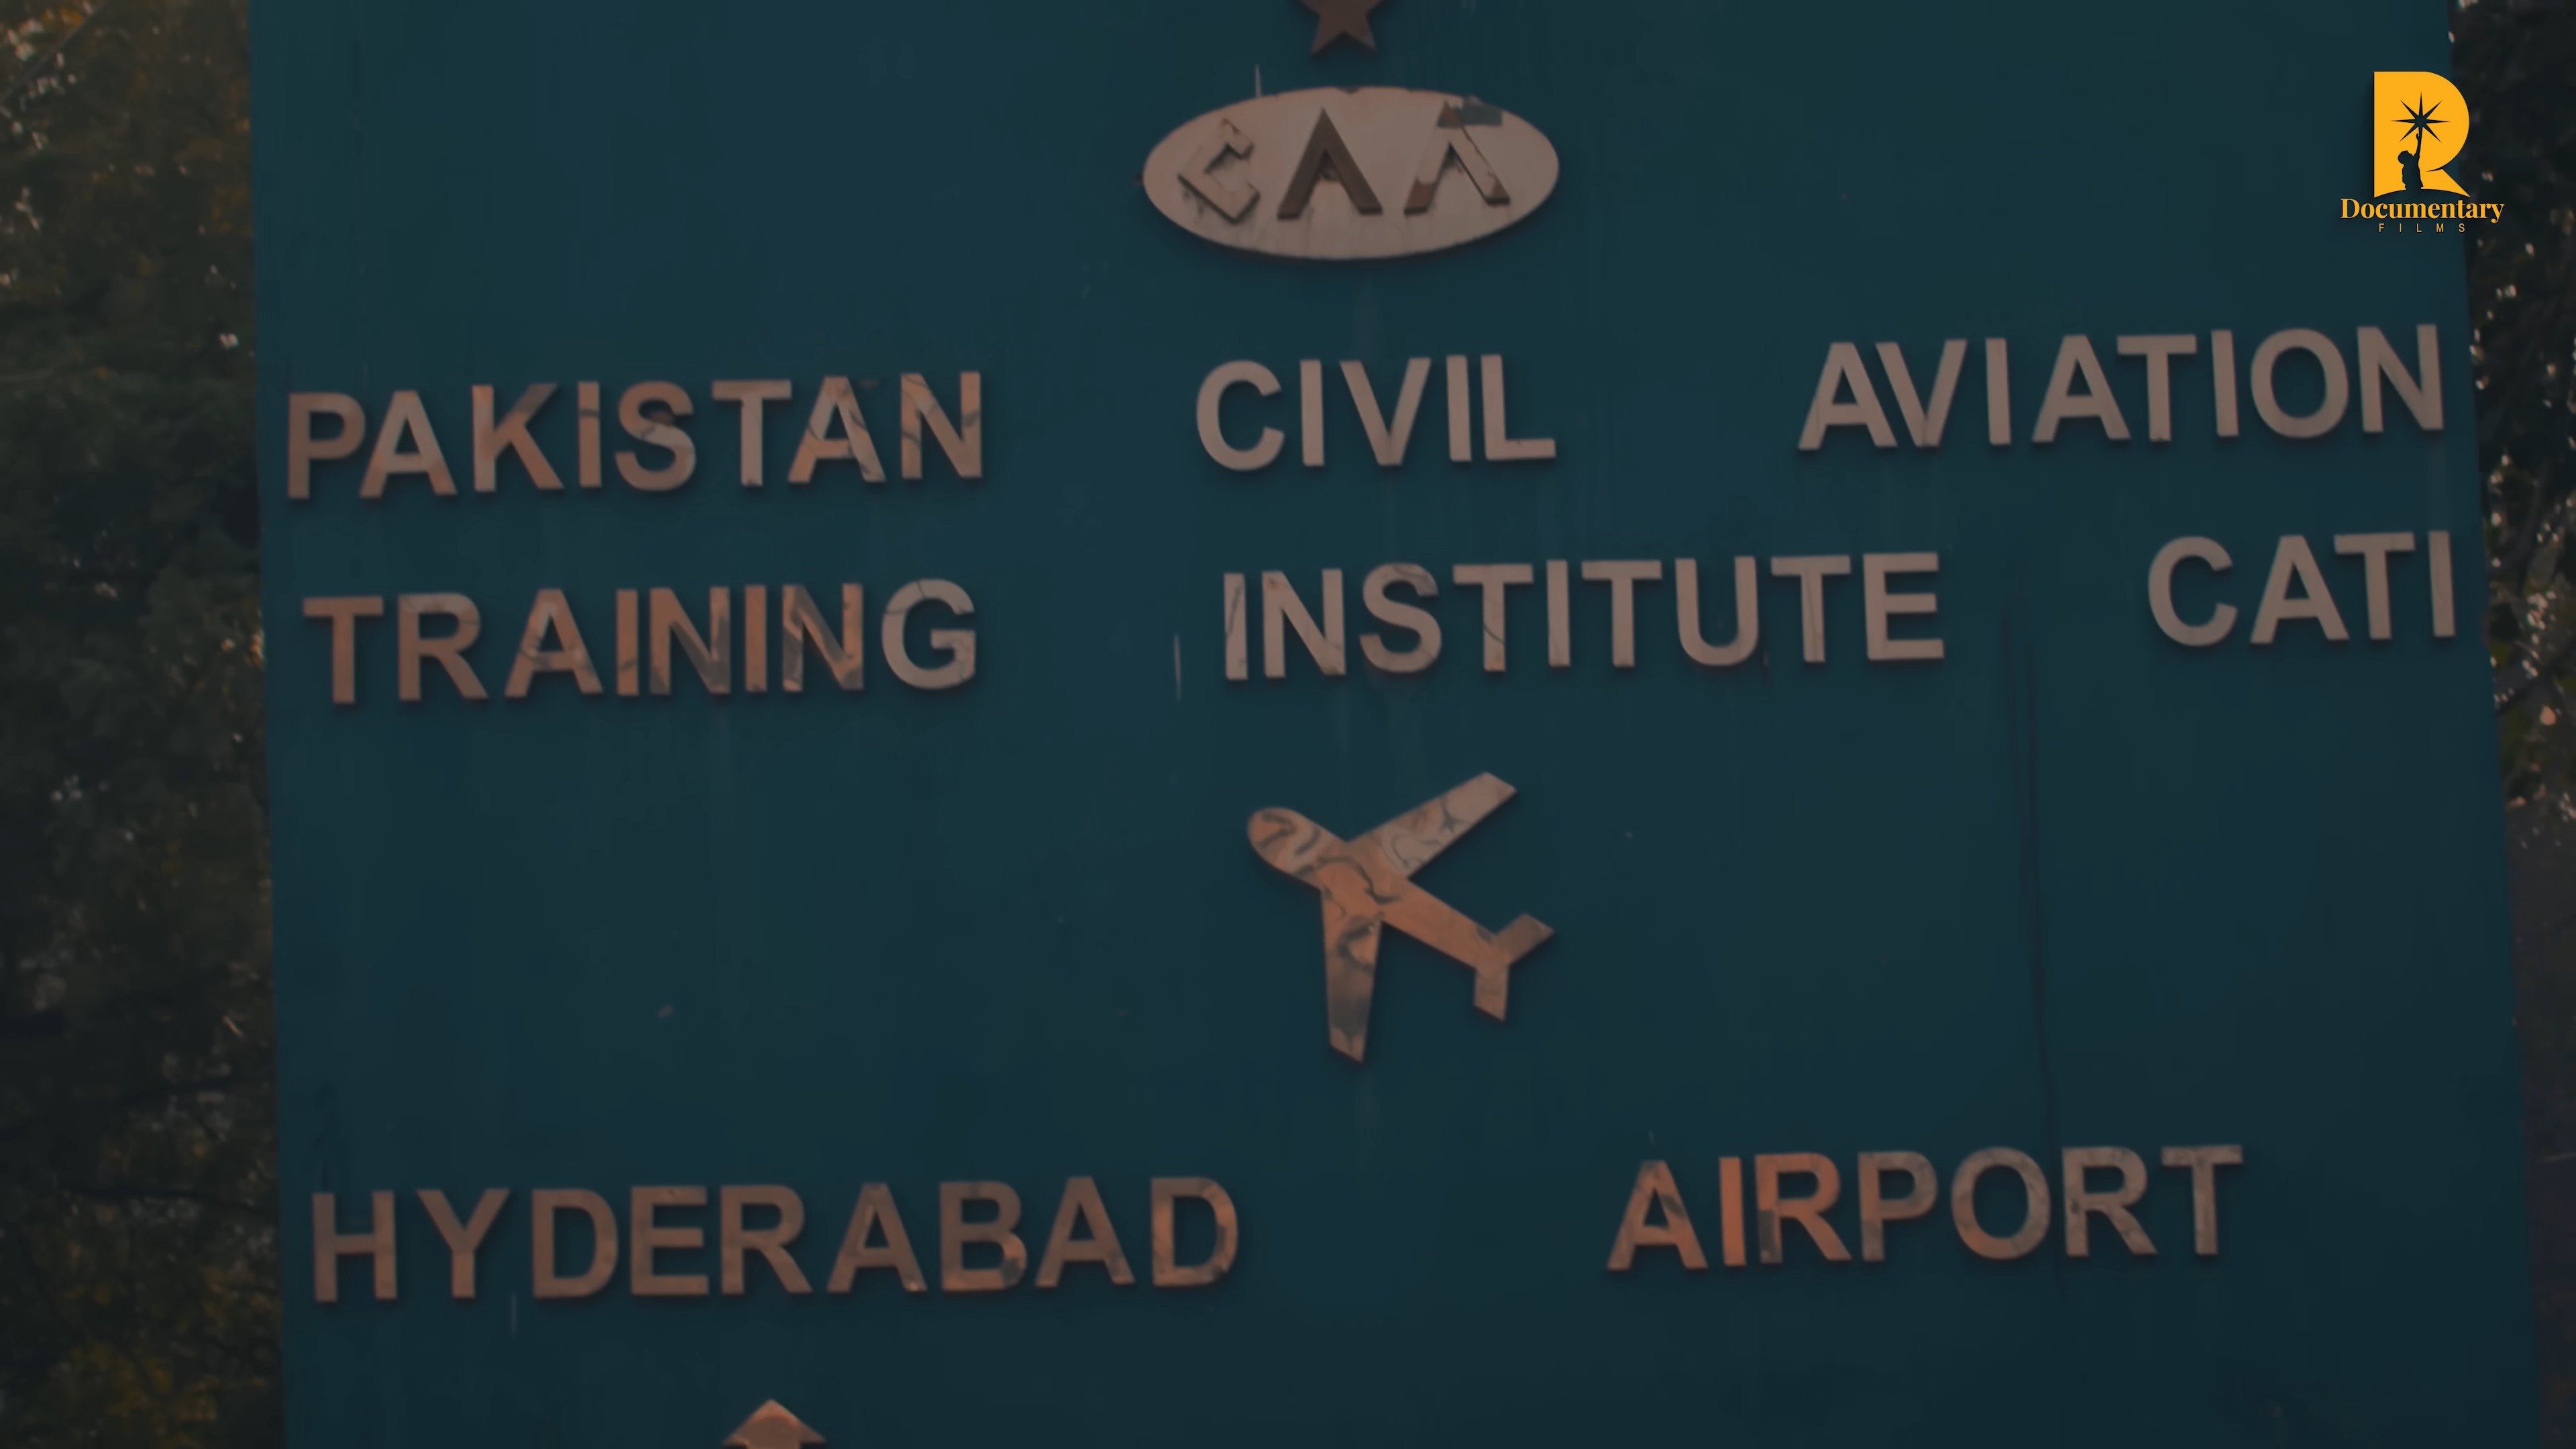 CAA
PAKISTAN CIVIL AVIATION
TRAINING INSTITUTE CATI
HYDERABAD AIRPORT
R
Documentary
FILMS